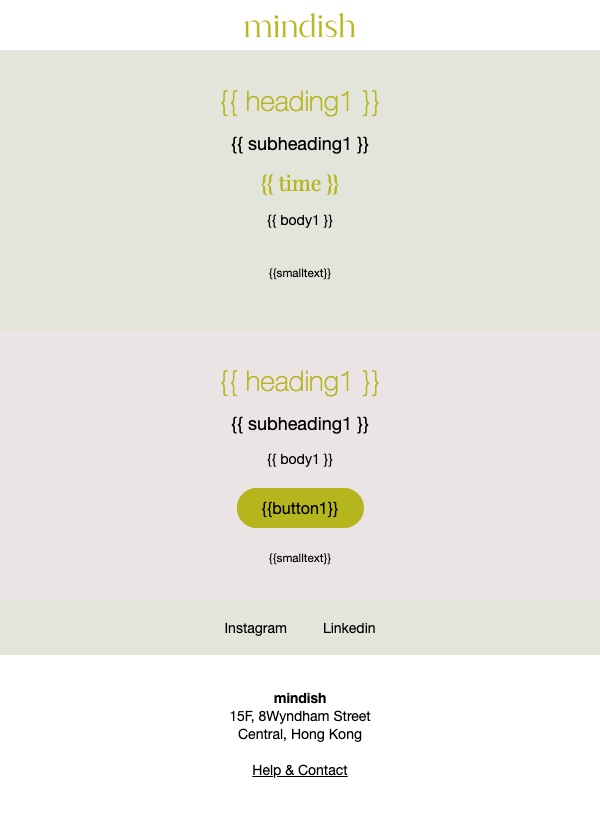 mindish
{{ heading1 }}
{{ subheading1 }}
{{ time }}
{{ body1 }}
{{smalltext}}
{{ heading1 }}
{{ subheading1 }}
{{ body1 }}
{{button1}}
{{smalltext}}
Instagram Linkedin
mindish
15F, 8Wyndham Street
Central, Hong Kong
Help & Contact